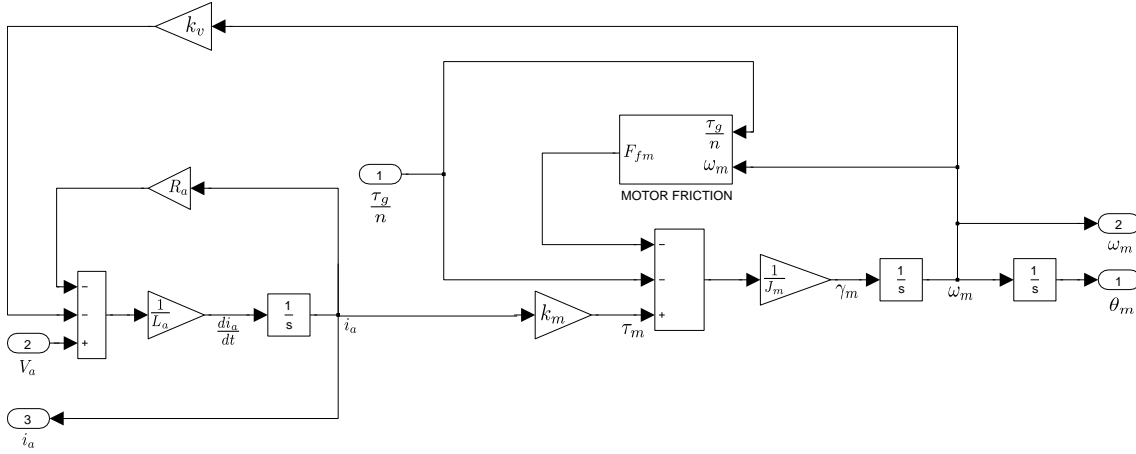 k_v
τ_g/n
F_fm
ω_m
MOTOR FRICTION
1
τ_g/n
R_a
2
ω_m
−
−
−
−
+
+
1/L_a
di_a/dt
1/s
i_a
k_m
τ_m
1/J_m
γ_m
1/s
ω_m
1/s
1
θ_m
2
V_a
3
i_a